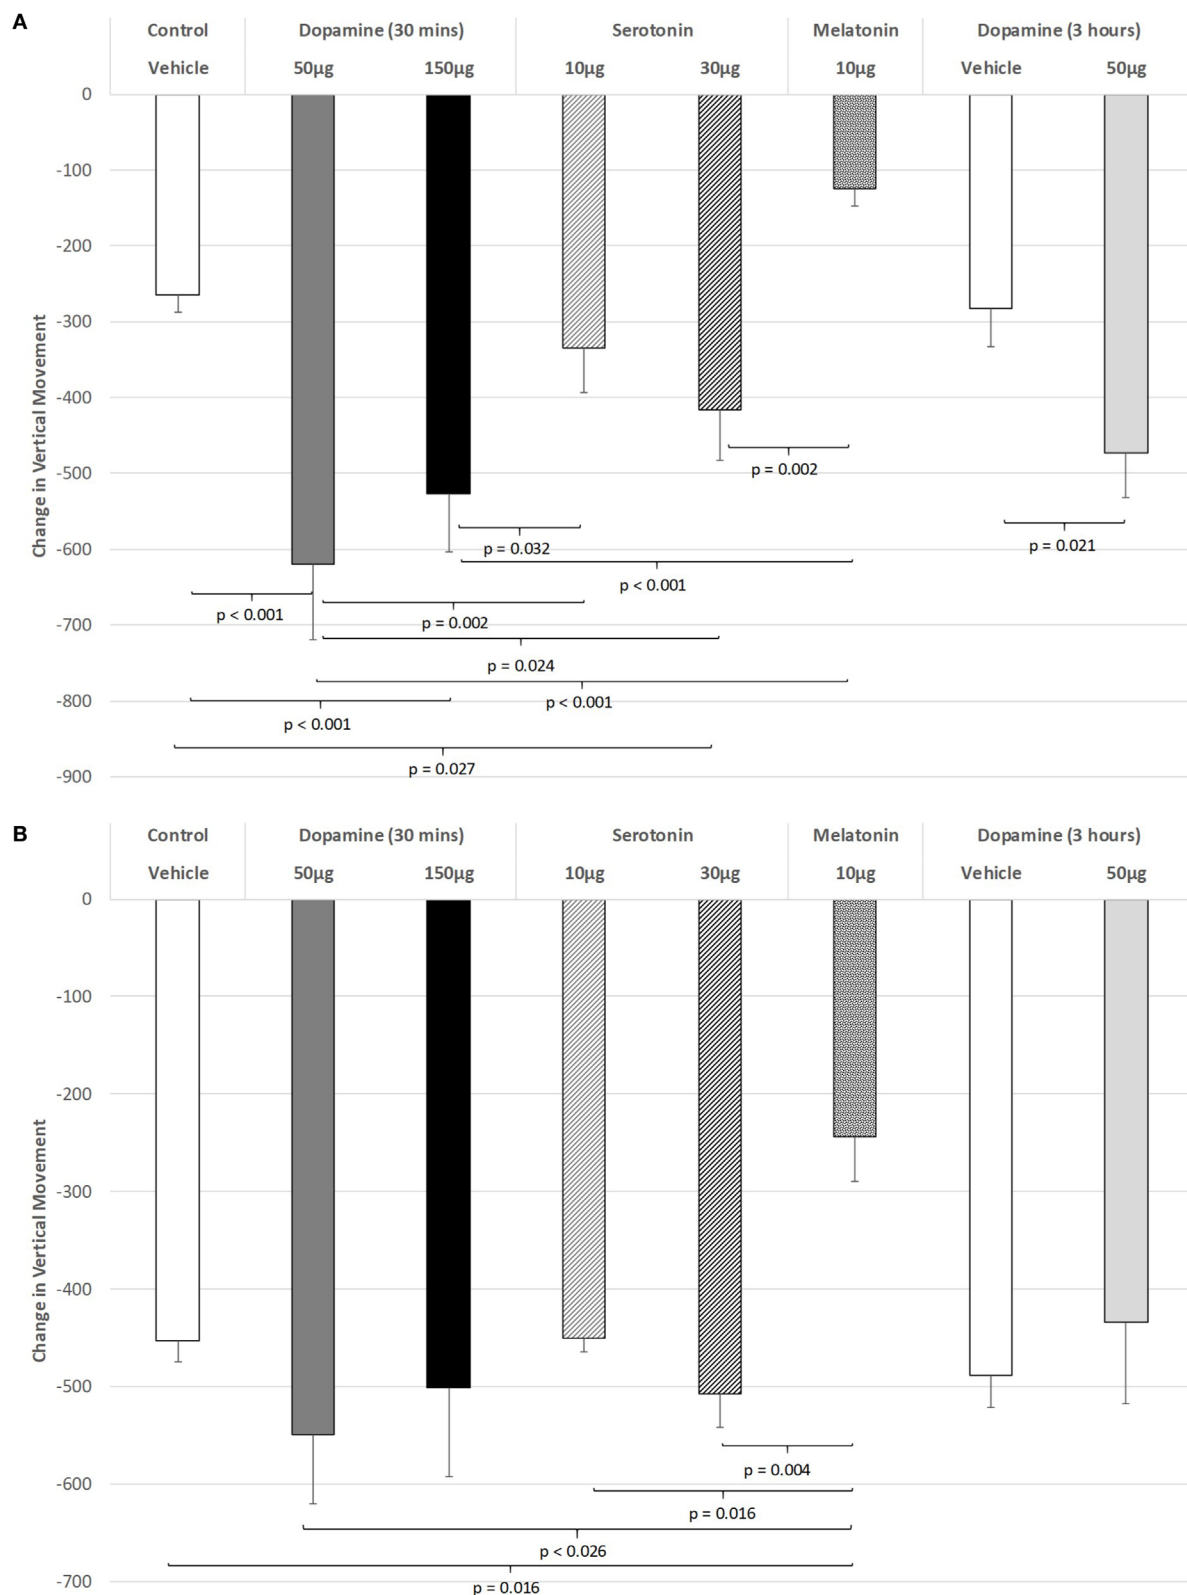 A
Control Dopamine (30 mins) Serotonin Melatonin Dopamine (3 hours)
Vehicle 50µg 150µg 10µg 30µg 10µg Vehicle 50µg
0
-100
-200
-300
-400
-500
-600
-700
-800
-900
Change in Vertical Movement
p = 0.002
p = 0.032
p = 0.021
p < 0.001
p < 0.001
p = 0.002
p = 0.024
p < 0.001
p < 0.001
p = 0.027
B
Control Dopamine (30 mins) Serotonin Melatonin Dopamine (3 hours)
Vehicle 50µg 150µg 10µg 30µg 10µg Vehicle 50µg
0
-100
-200
-300
-400
-500
-600
-700
Change in Vertical Movement
p = 0.004
p = 0.016
p < 0.026
p = 0.016